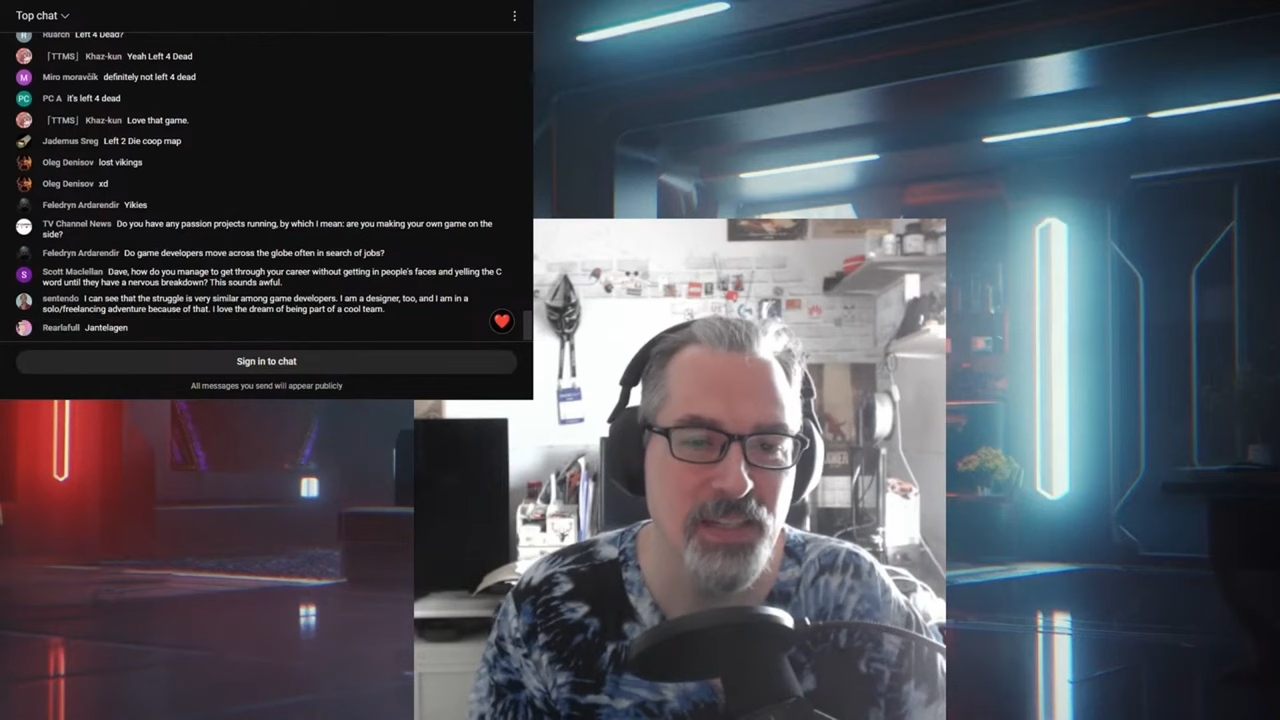 Top chat
Ruarch Left 4 Dead?
「TTMS」 Khaz-kun Yeah Left 4 Dead
M Miro moravčík definitely not left 4 dead
PC PC A it's left 4 dead
「TTMS」 Khaz-kun Love that game.
Jademus Sreg Left 2 Die coop map
Oleg Denisov lost vikings
Oleg Denisov xd
Feledryn Ardarendir Yikies
TV Channel News Do you have any passion projects running, by which I mean: are you making your own game on the
side?
Feledryn Ardarendir Do game developers move across the globe often in search of jobs?
S Scott Maclellan Dave, how do you manage to get through your career without getting in people's faces and yelling the C
word until they have a nervous breakdown? This sounds awful.
sentendo I can see that the struggle is very similar among game developers. I am a designer, too, and I am in a
solo/freelancing adventure because of that. I love the dream of being part of a cool team.
Rearlafull Jantelagen
Sign in to chat
All messages you send will appear publicly